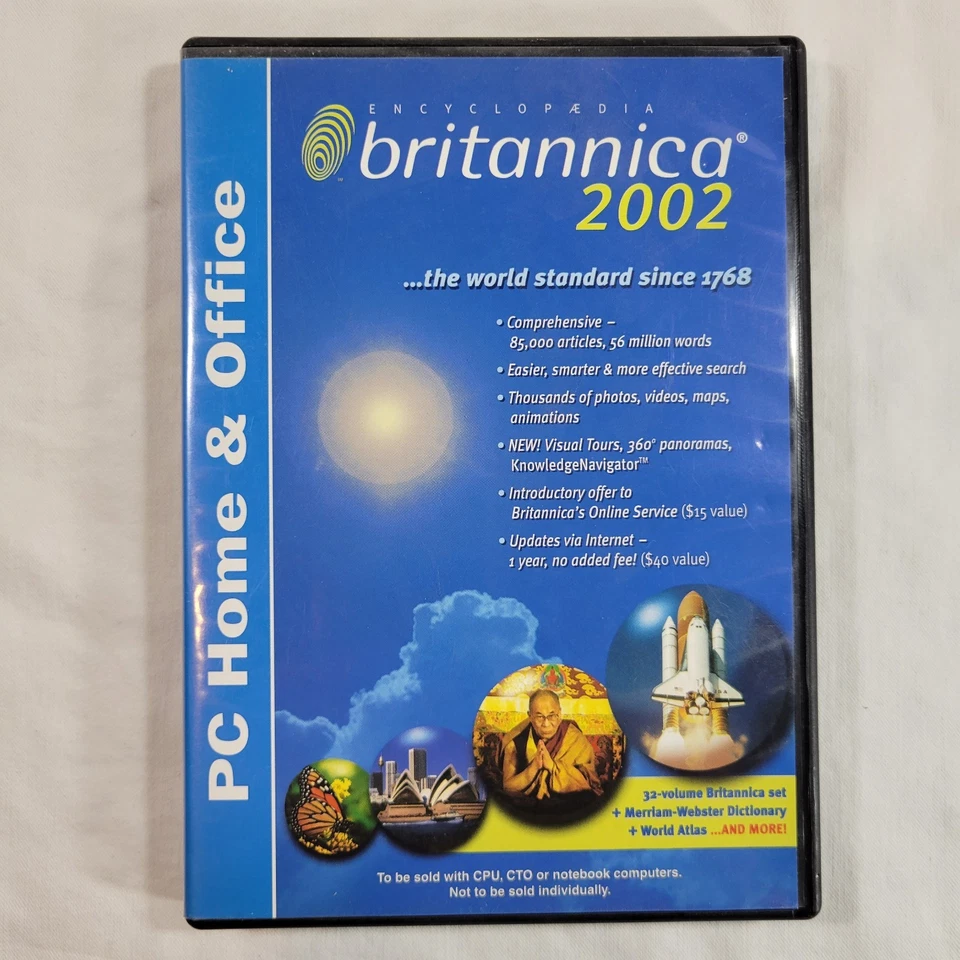 PC Home & Office
ENCYCLOPÆDIA
britannica®
2002
...the world standard since 1768
• Comprehensive –
85,000 articles, 56 million words
• Easier, smarter & more effective search
• Thousands of photos, videos, maps,
animations
• NEW! Visual Tours, 360° panoramas,
KnowledgeNavigator™
• Introductory offer to
Britannica's Online Service ($15 value)
• Updates via Internet –
1 year, no added fee! ($40 value)
32-volume Britannica set
+ Merriam-Webster Dictionary
+ World Atlas ...AND MORE!
To be sold with CPU, CTO or notebook computers.
Not to be sold individually.